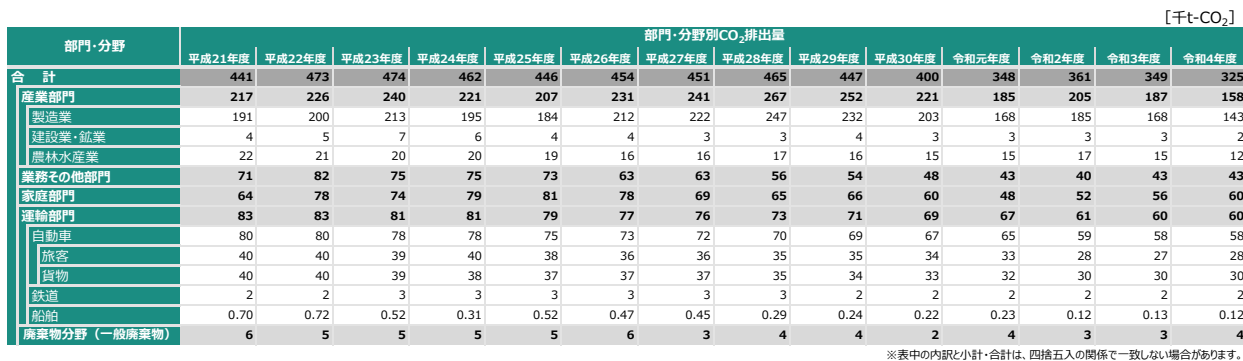 [千t-CO₂]
部門・分野 部門・分野別CO₂排出量
平成21年度 平成22年度 平成23年度 平成24年度 平成25年度 平成26年度 平成27年度 平成28年度 平成29年度 平成30年度 令和元年度 令和2年度 令和3年度 令和4年度
合 計 441 473 474 462 446 454 451 465 447 400 348 361 349 325
産業部門 217 226 240 221 207 231 241 267 252 221 185 205 187 158
製造業 191 200 213 195 184 212 222 247 232 203 168 185 168 143
建設業・鉱業 4 5 7 6 4 4 3 3 4 3 3 3 3 2
農林水産業 22 21 20 20 19 16 16 17 16 15 15 17 15 12
業務その他部門 71 82 75 75 73 63 63 56 54 48 43 40 43 43
家庭部門 64 78 74 79 81 78 69 65 66 60 48 52 56 60
運輸部門 83 83 81 81 79 77 76 73 71 69 67 61 60 60
自動車 80 80 78 78 75 73 72 70 69 67 65 59 58 58
旅客 40 40 39 40 38 36 36 35 35 34 33 28 27 28
貨物 40 40 39 38 37 37 37 35 34 33 32 30 30 30
鉄道 2 2 3 3 3 3 3 3 2 2 2 2 2 2
船舶 0.70 0.72 0.52 0.31 0.52 0.47 0.45 0.29 0.24 0.22 0.23 0.12 0.13 0.12
廃棄物分野(一般廃棄物) 6 5 5 5 5 6 3 4 4 2 4 3 3 4
※表中の内訳と小計・合計は、四捨五入の関係で一致しない場合があります。